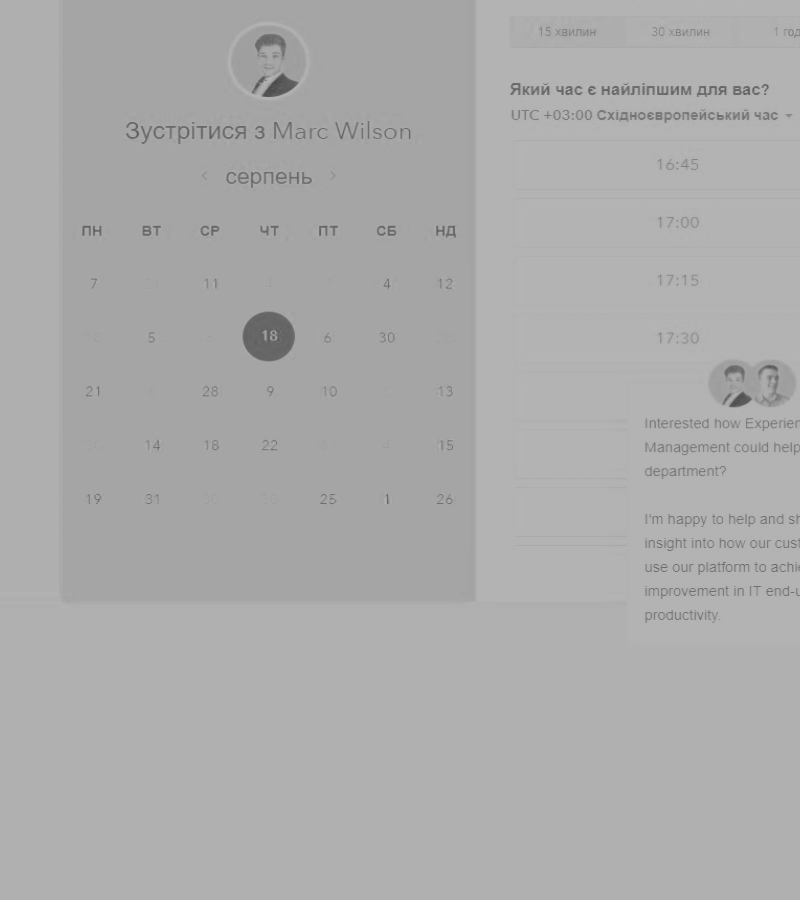 15 хвилин 30 хвилин 1 год
Зустрітися з Marc Wilson
серпень
ПН ВТ СР ЧТ ПТ СБ НД
7 11 4 12
5 18 6 30
21 28 9 10 13
14 18 22 15
19 31 25 1 26
Який час є найліпшим для вас?
UTC +03:00 Східноєвропейський час
16:45
17:00
17:15
17:30
Interested how Experien
Management could help
department?
I'm happy to help and sh
insight into how our cust
use our platform to achie
improvement in IT end-u
productivity.